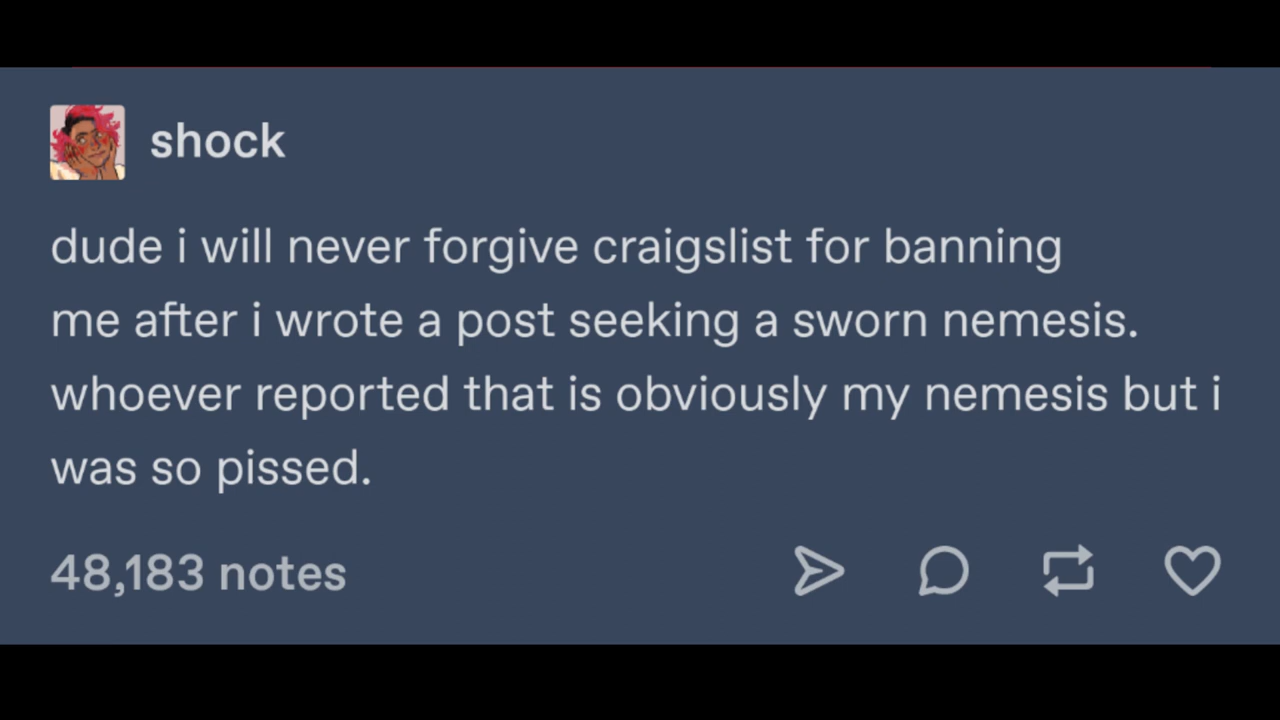 shock
dude i will never forgive craigslist for banning
me after i wrote a post seeking a sworn nemesis.
whoever reported that is obviously my nemesis but i
was so pissed.
48,183 notes